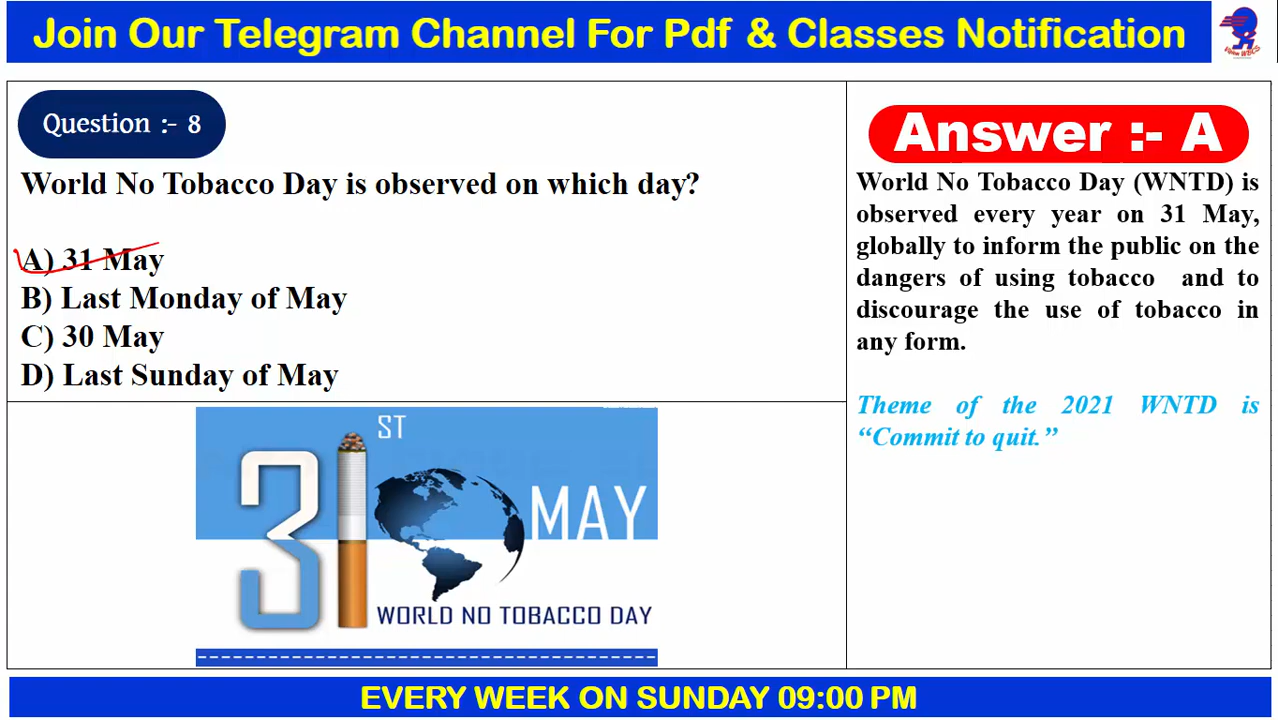 Join Our Telegram Channel For Pdf & Classes Notification
Question :- 8
World No Tobacco Day is observed on which day?
A) 31 May
B) Last Monday of May
C) 30 May
D) Last Sunday of May
Answer :- A
World No Tobacco Day (WNTD) is
observed every year on 31 May,
globally to inform the public on the
dangers of using tobacco and to
discourage the use of tobacco in
any form.
Theme of the 2021 WNTD is
“Commit to quit.”
31
ST
MAY
WORLD NO TOBACCO DAY
EVERY WEEK ON SUNDAY 09:00 PM